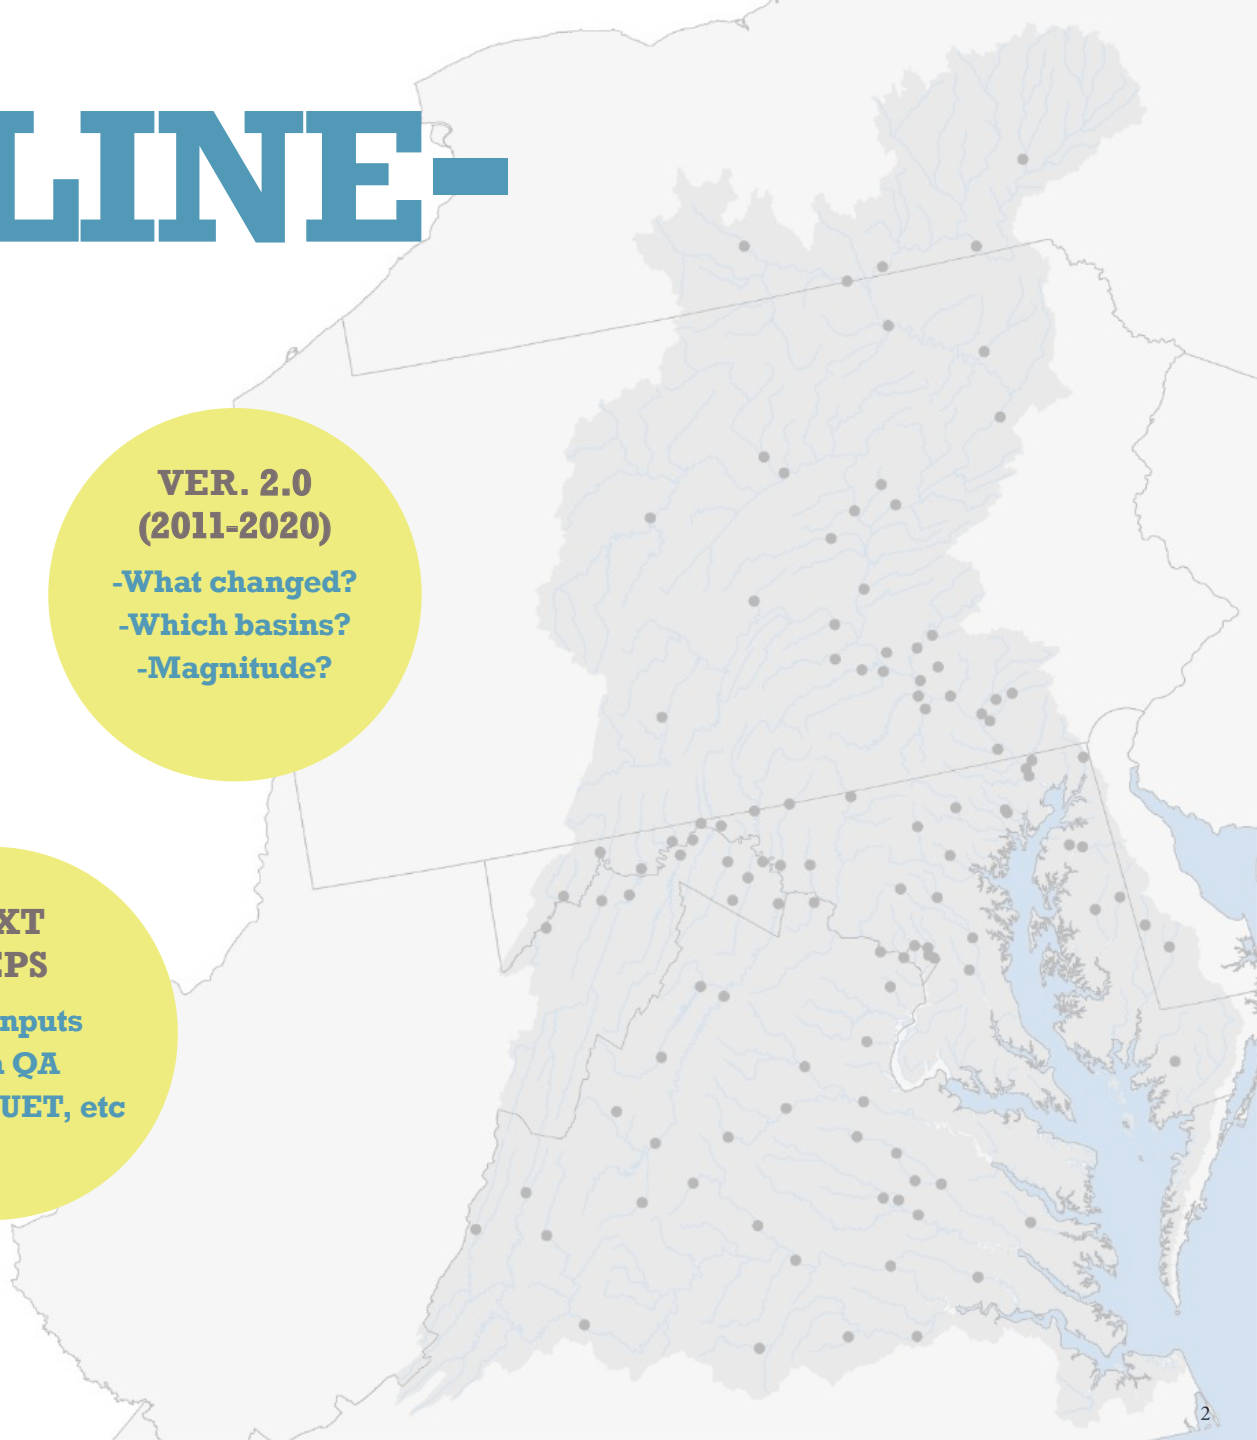 LINE-
VER. 2.0
(2011-2020)
-What changed?
-Which basins?
-Magnitude?
XT
EPS
nputs
QA
UET, etc
2